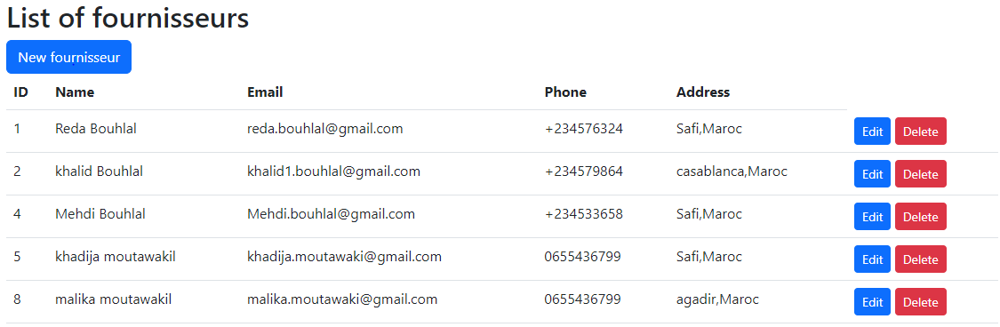 List of fournisseurs
New fournisseur
ID Name Email Phone Address
1 Reda Bouhlal reda.bouhlal@gmail.com +234576324 Safi,Maroc Edit Delete
2 khalid Bouhlal khalid1.bouhlal@gmail.com +234579864 casablanca,Maroc Edit Delete
4 Mehdi Bouhlal Mehdi.bouhlal@gmail.com +234533658 Safi,Maroc Edit Delete
5 khadija moutawakil khadija.moutawaki@gmail.com 0655436799 Safi,Maroc Edit Delete
8 malika moutawakil malika.moutawaki@gmail.com 0655436799 agadir,Maroc Edit Delete